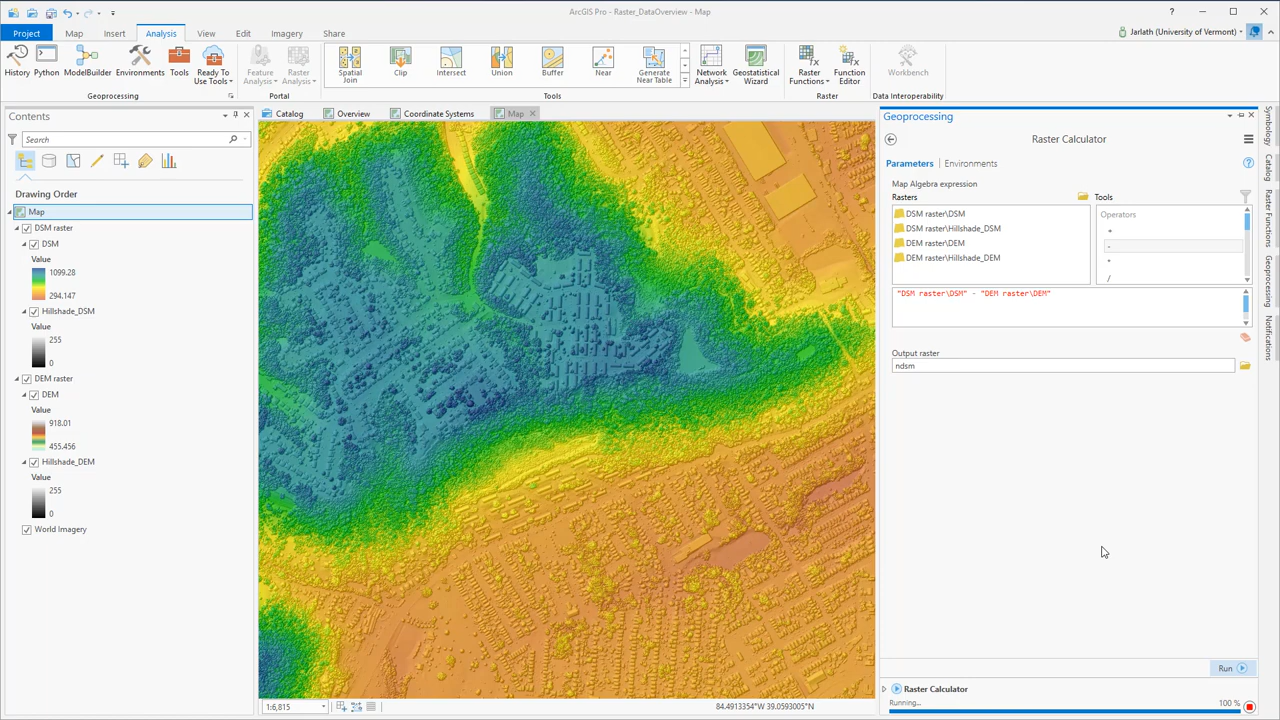 ArcGIS Pro - Raster_DataOverview - Map
?
Project Map Insert Analysis View Edit Imagery Share
Jarlath (University of Vermont)
History Python ModelBuilder Environments Tools Ready To Use Tools
Feature Analysis Raster Analysis
Spatial Join Clip Intersect Union Buffer Near Generate Near Table
Network Analysis Geostatistical Wizard
Raster Functions Function Editor
Workbench
Geoprocessing Portal Tools Raster Data Interoperability
Contents
Search
Drawing Order
Map
DSM raster
DSM
Value
1099.28
294.147
Hillshade_DSM
Value
255
0
DEM raster
DEM
Value
918.01
455.456
Hillshade_DEM
Value
255
0
World Imagery
Catalog Overview Coordinate Systems Map
1:6,815
84.4913354°W 39.0593005°N
Geoprocessing
Raster Calculator
Parameters Environments
Map Algebra expression
Rasters Tools
DSM raster\DSM
DSM raster\Hillshade_DSM
DEM raster\DEM
DEM raster\Hillshade_DEM
Operators
+
-
*
/
"DSM raster\DSM" - "DEM raster\DEM"
Output raster
ndsm
Run
Raster Calculator
Running...
100 %
Symbology
Catalog
Raster Functions
Geoprocessing
Notifications